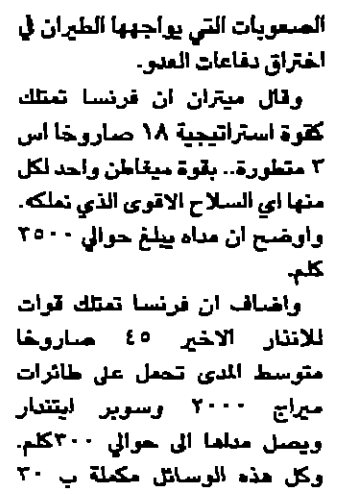 الصعوبات التي يواجهها الطيران في
اختراق دفاعات العدو.
وقال ميتران ان فرنسا تمتلك
كقوة استراتيجية ١٨ صاروخا اس
٣ متطورة.. بقوة ميغاطن واحد لكل
منها اي السلاح الاقوى الذي نملكه.
واوضح ان مداه يبلغ حوالي ٣٥٠٠
كلم.
واضاف ان فرنسا تمتلك قوات
للانذار الاخير ٤٥ صاروخا
متوسط المدى تحمل على طائرات
ميراج ٢٠٠٠ وسوبر ايتندار
ويصل مداها الى حوالي ٣٠٠كلم.
وكل هذه الوسائل مكملة ب ٣٠